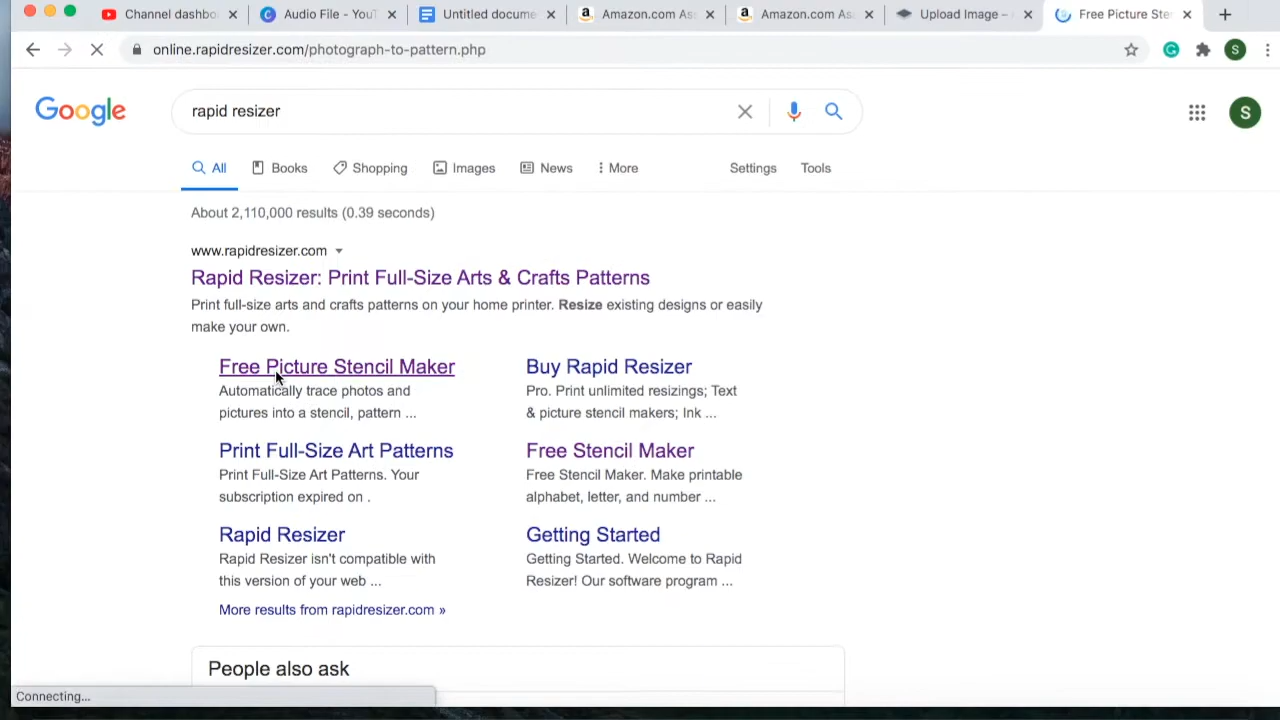 Channel dashbo
Audio File - YouT
Untitled docume
Amazon.com Ass
Amazon.com Ass
Upload Image –
Free Picture Ste
online.rapidresizer.com/photograph-to-pattern.php
S
Google
rapid resizer
S
All
Books
Shopping
Images
News
More
Settings
Tools
About 2,110,000 results (0.39 seconds)
www.rapidresizer.com
Rapid Resizer: Print Full-Size Arts & Crafts Patterns
Print full-size arts and crafts patterns on your home printer. Resize existing designs or easily
make your own.
Free Picture Stencil Maker
Automatically trace photos and
pictures into a stencil, pattern ...
Buy Rapid Resizer
Pro. Print unlimited resizings; Text
& picture stencil makers; Ink ...
Print Full-Size Art Patterns
Print Full-Size Art Patterns. Your
subscription expired on .
Free Stencil Maker
Free Stencil Maker. Make printable
alphabet, letter, and number ...
Rapid Resizer
Rapid Resizer isn't compatible with
this version of your web ...
Getting Started
Getting Started. Welcome to Rapid
Resizer! Our software program ...
More results from rapidresizer.com »
People also ask
Connecting...